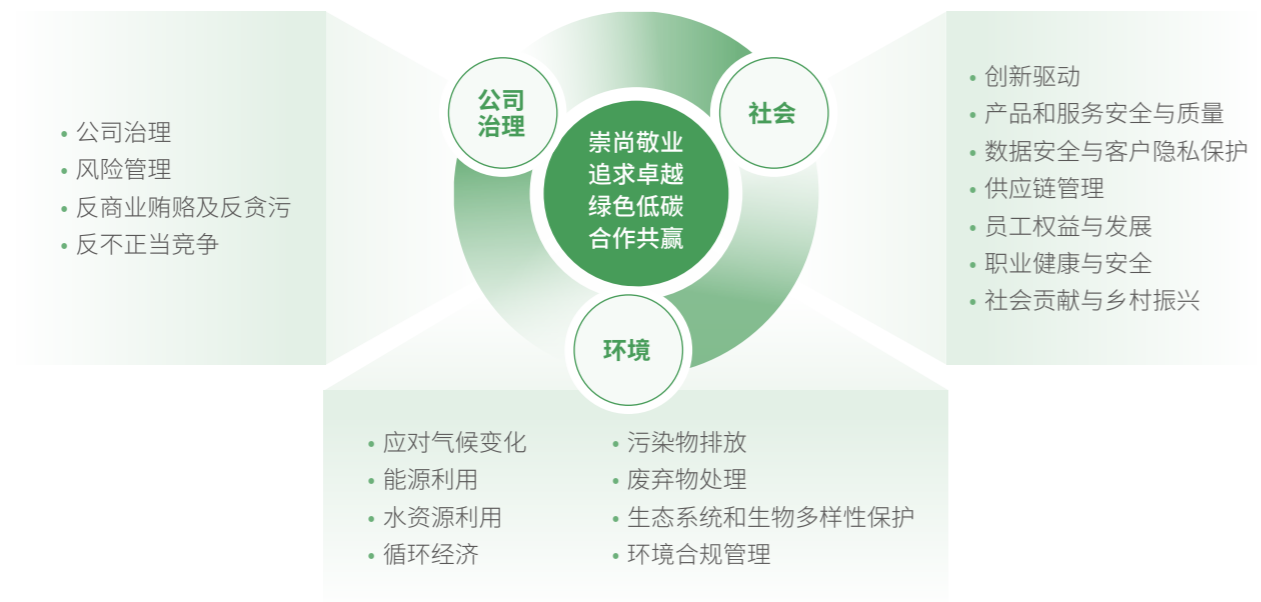 公司
治理
• 公司治理
• 风险管理
• 反商业贿赂及反贪污
• 反不正当竞争
崇尚敬业
追求卓越
绿色低碳
合作共赢
社会
• 创新驱动
• 产品和服务安全与质量
• 数据安全与客户隐私保护
• 供应链管理
• 员工权益与发展
• 职业健康与安全
• 社会贡献与乡村振兴
环境
• 应对气候变化
• 能源利用
• 水资源利用
• 循环经济
• 污染物排放
• 废弃物处理
• 生态系统和生物多样性保护
• 环境合规管理